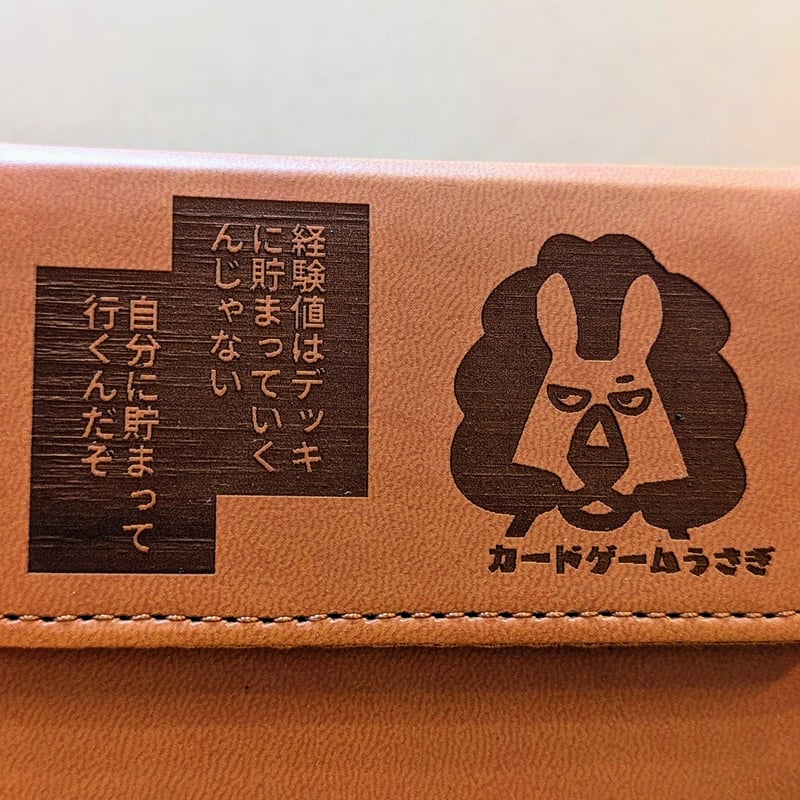 経験値はデッキ
に貯まっていく
んじゃない
自分に貯まって
行くんだぞ
カードゲームうさぎ